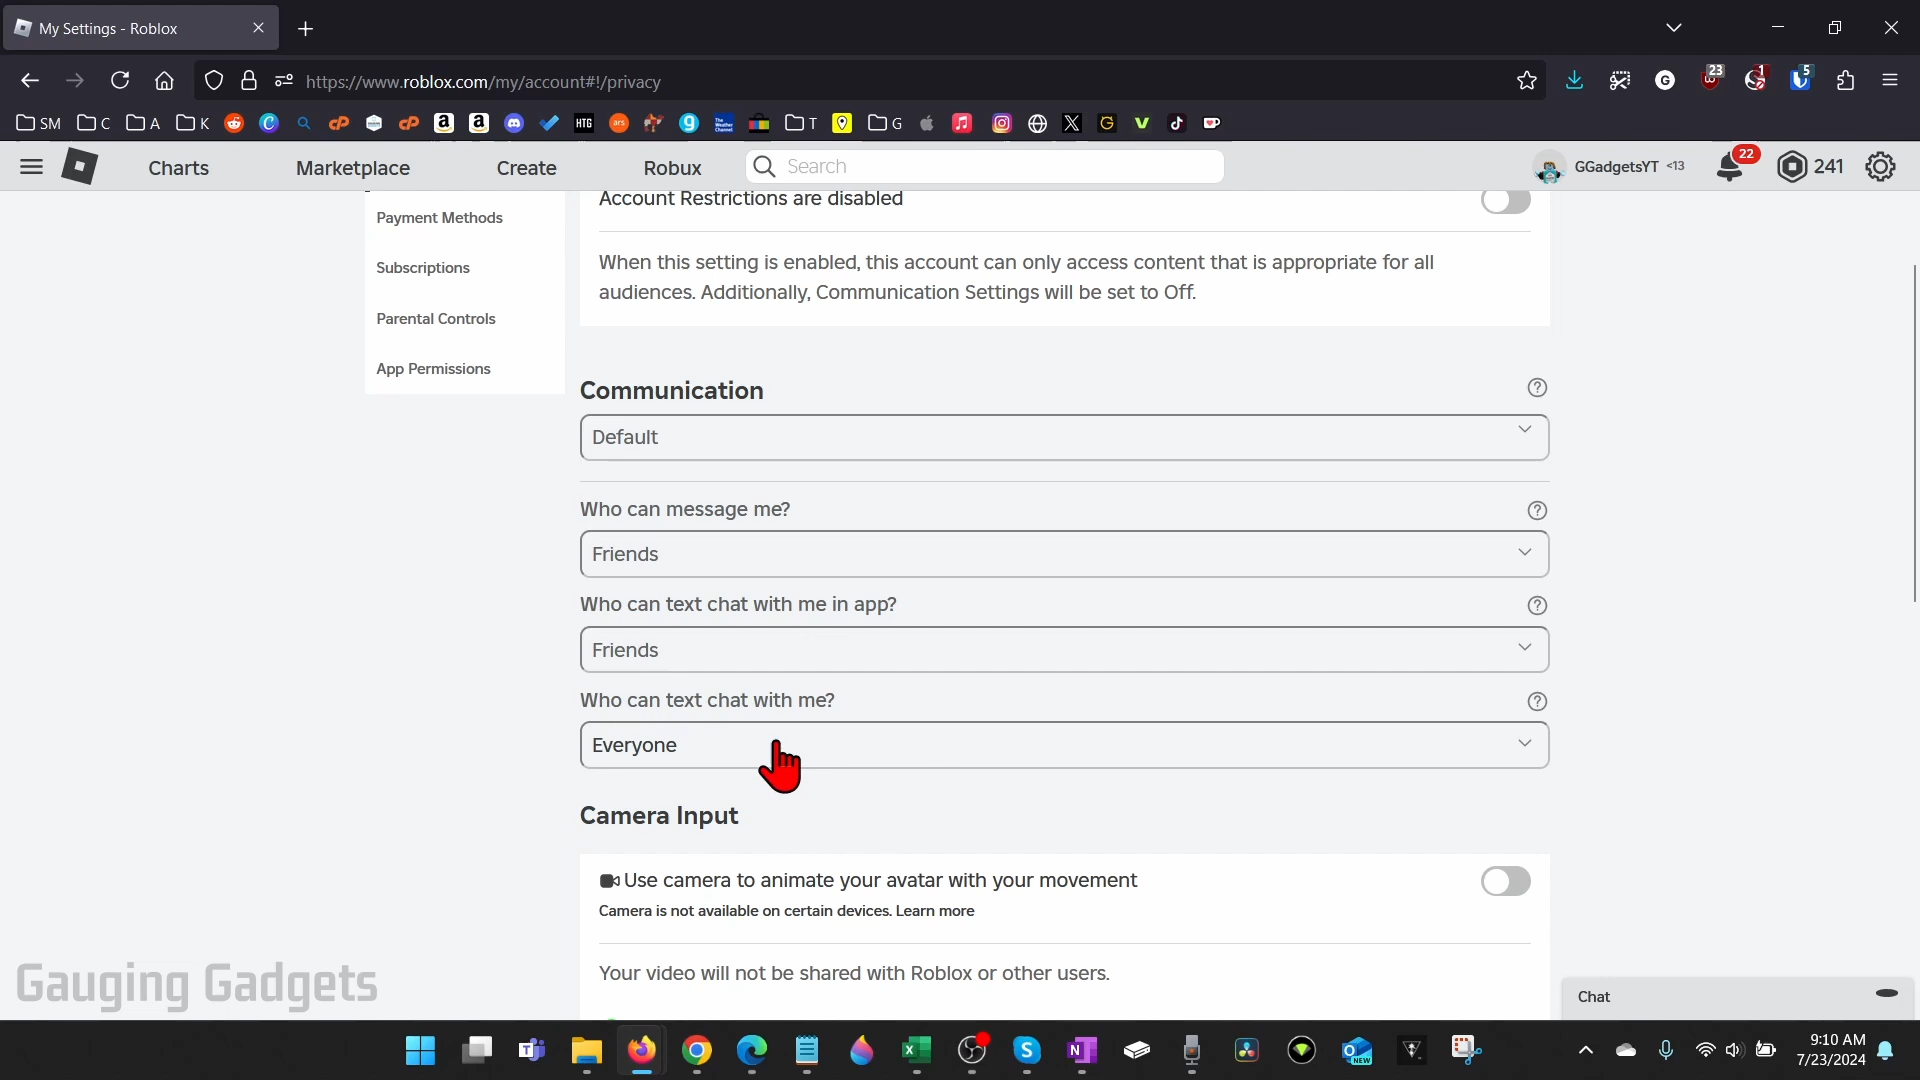 My Settings - Roblox
https://www.roblox.com/my/account#!/privacy
23
1
5
SM
C
A
K
HTG
ars
T
G
Charts
Marketplace
Create
Robux
Search
GGadgetsYT <13
22
241
Payment Methods
Subscriptions
Parental Controls
App Permissions
Account Restrictions are disabled
When this setting is enabled, this account can only access content that is appropriate for all
audiences. Additionally, Communication Settings will be set to Off.
Communication
Default
Who can message me?
Friends
Who can text chat with me in app?
Friends
Who can text chat with me?
Everyone
Camera Input
Use camera to animate your avatar with your movement
Camera is not available on certain devices. Learn more
Your video will not be shared with Roblox or other users.
Gauging Gadgets
Chat
9:10 AM
7/23/2024